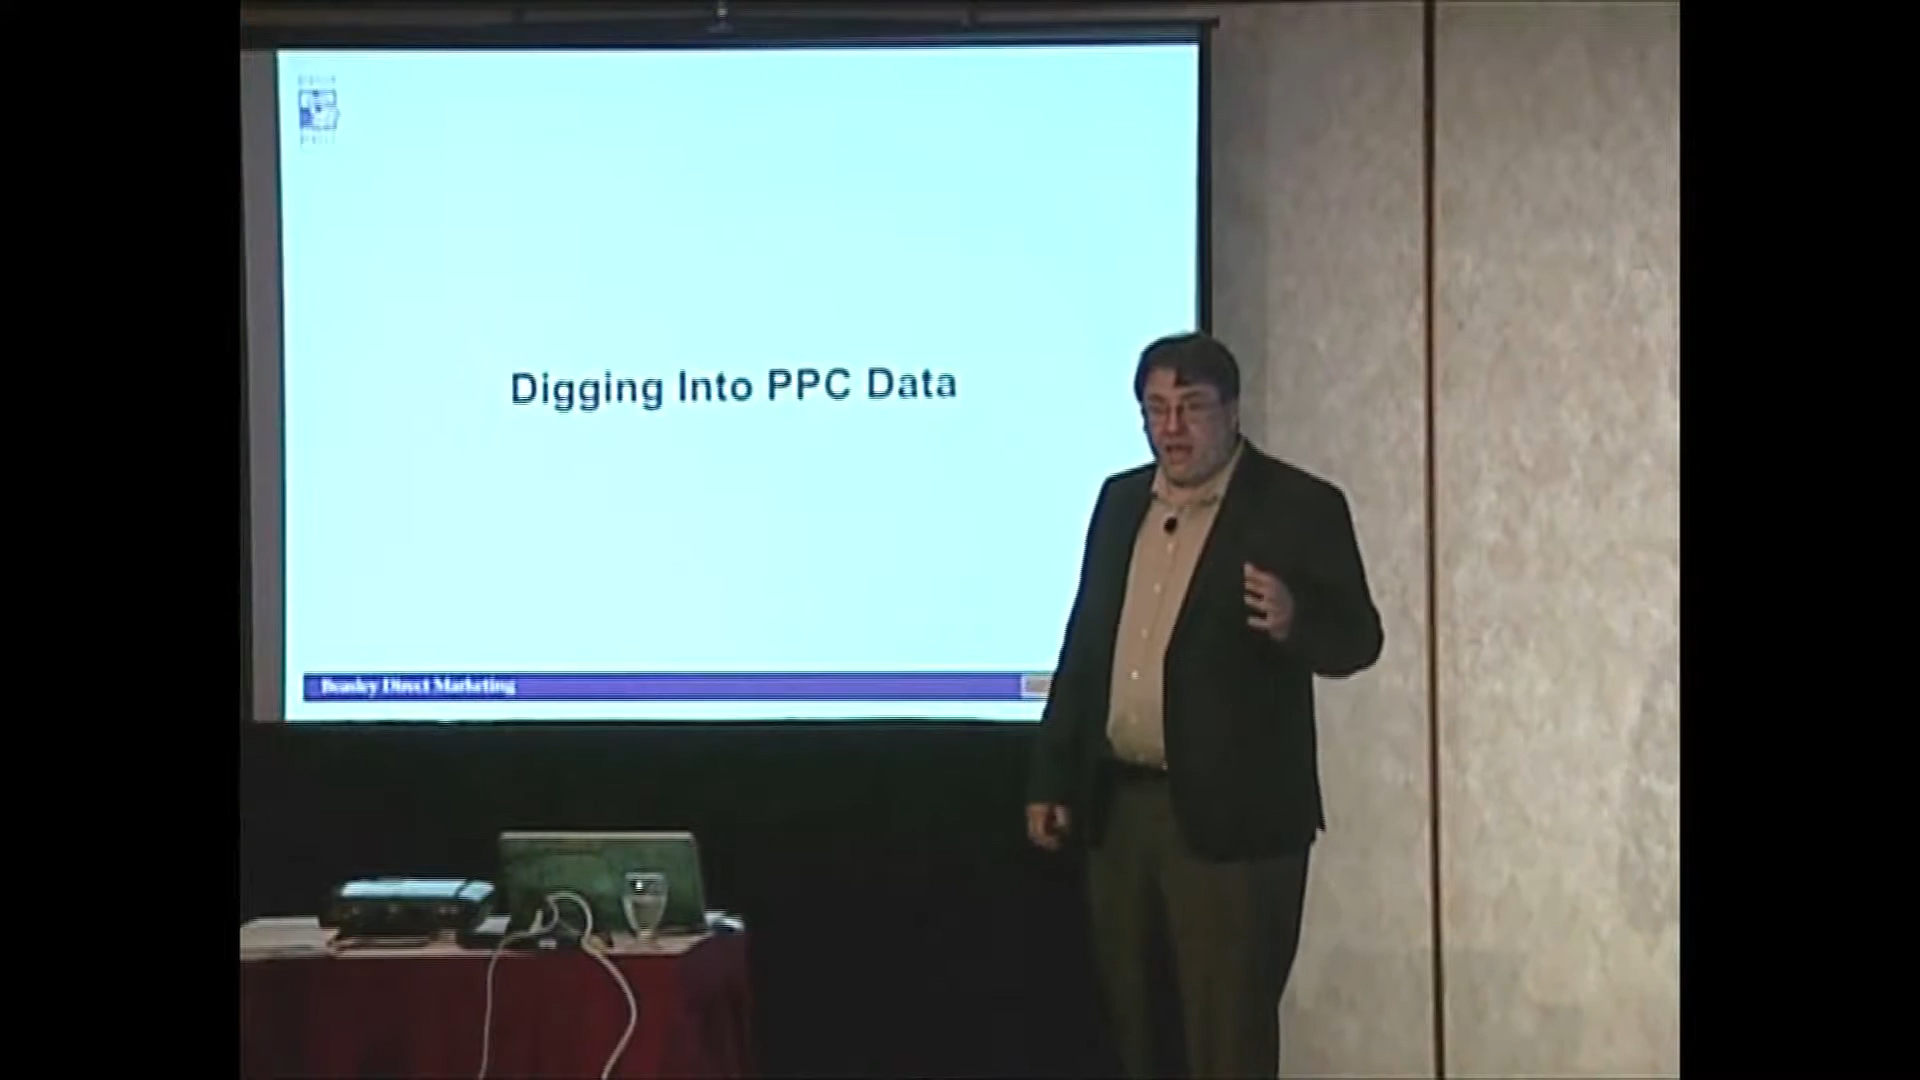 Digging Into PPC Data
Beasley Direct Marketing